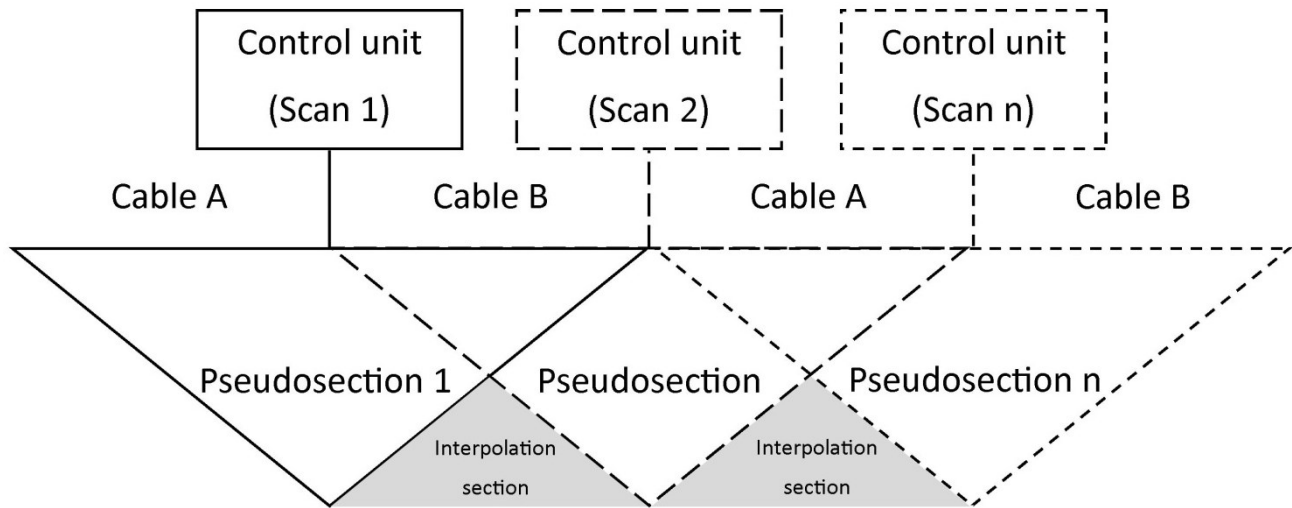 Control unit
(Scan 1)
Control unit
(Scan 2)
Control unit
(Scan n)
Cable A
Cable B
Cable A
Cable B
Pseudosection 1
Pseudosection
Pseudosection n
Interpolation
section
Interpolation
section